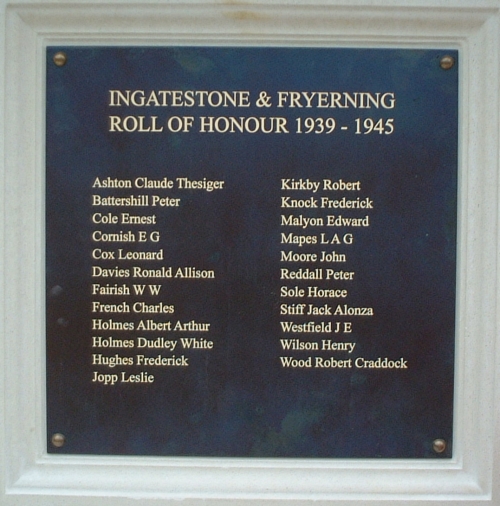 INGATESTONE & FRYERNING
ROLL OF HONOUR 1939 - 1945
Ashton Claude Thesiger
Battershill Peter
Cole Ernest
Cornish E G
Cox Leonard
Davies Ronald Allison
Fairish W W
French Charles
Holmes Albert Arthur
Holmes Dudley White
Hughes Frederick
Jopp Leslie
Kirkby Robert
Knock Frederick
Malyon Edward
Mapes L A G
Moore John
Reddall Peter
Sole Horace
Stiff Jack Alonza
Westfield J E
Wilson Henry
Wood Robert Craddock